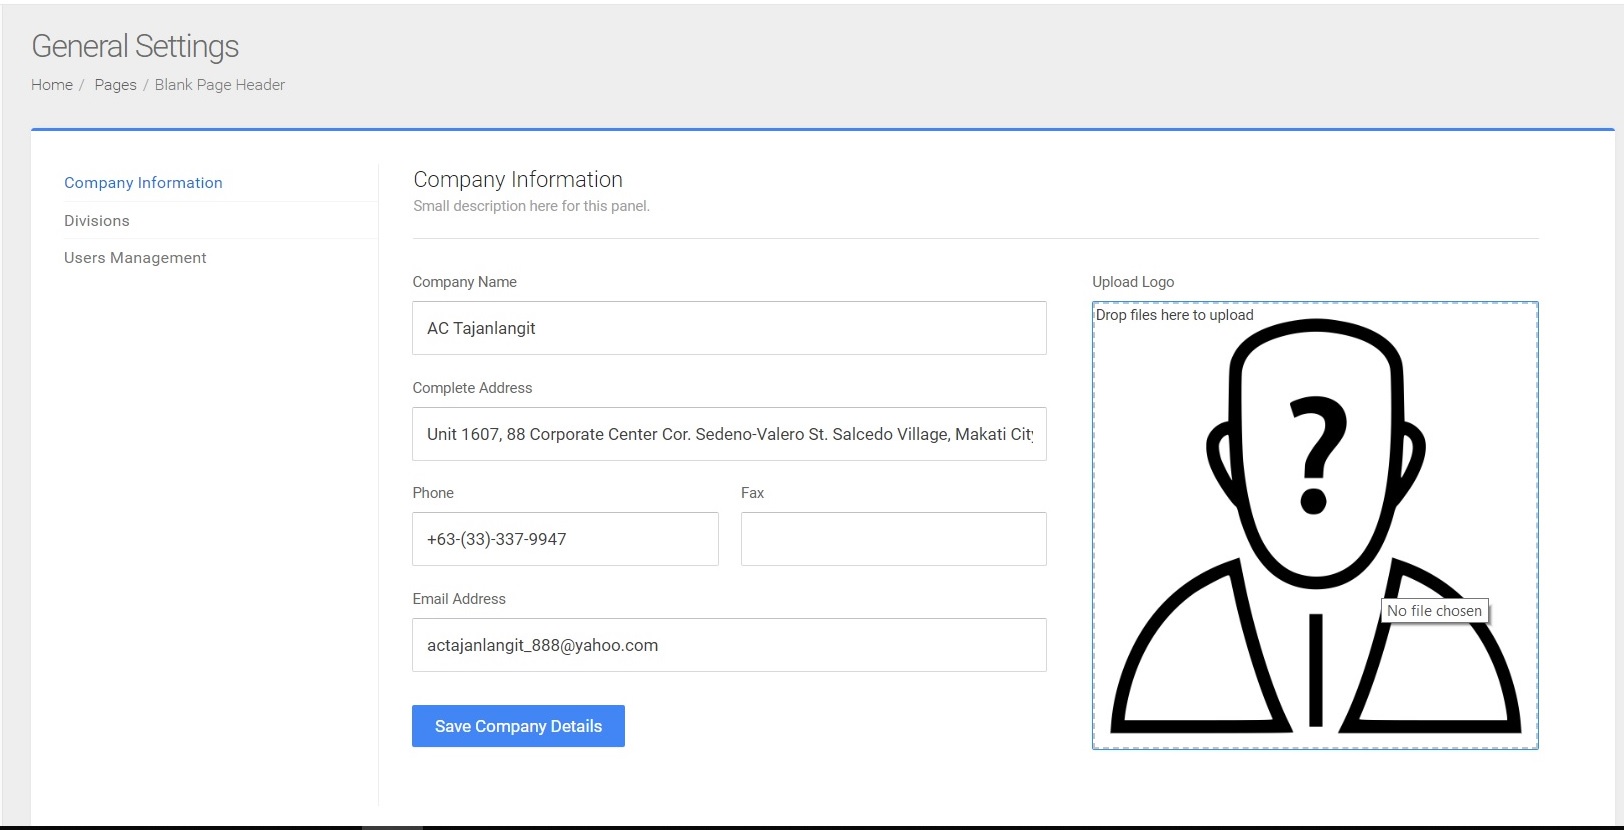 General Settings
Home / Pages / Blank Page Header
Company Information
Divisions
Users Management
Company Information
Small description here for this panel.
Company Name
AC Tajanlangit
Complete Address
Unit 1607, 88 Corporate Center Cor. Sedeno-Valero St. Salcedo Village, Makati City
Phone
+63-(33)-337-9947
Fax
Email Address
actajanlangit_888@yahoo.com
Save Company Details
Upload Logo
Drop files here to upload
?
No file chosen